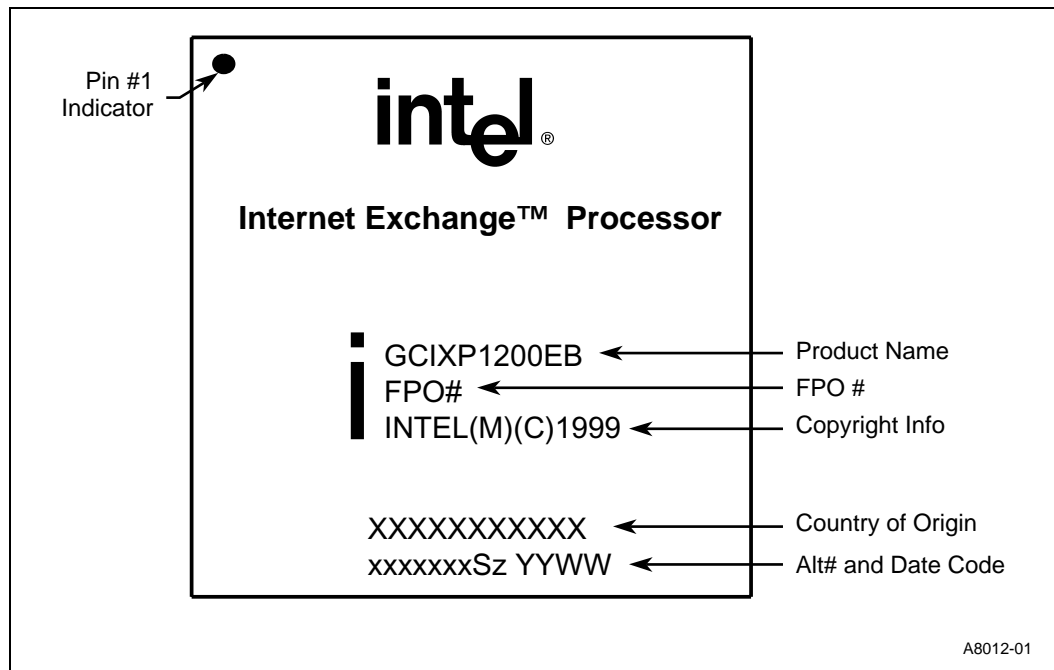 Pin #1
Indicator
intel®
Internet Exchange™ Processor
i
GCIXP1200EB
Product Name
FPO#
FPO #
INTEL(M)(C)1999
Copyright Info
XXXXXXXXXXX
Country of Origin
xxxxxxxSz YYWW
Alt# and Date Code
A8012-01